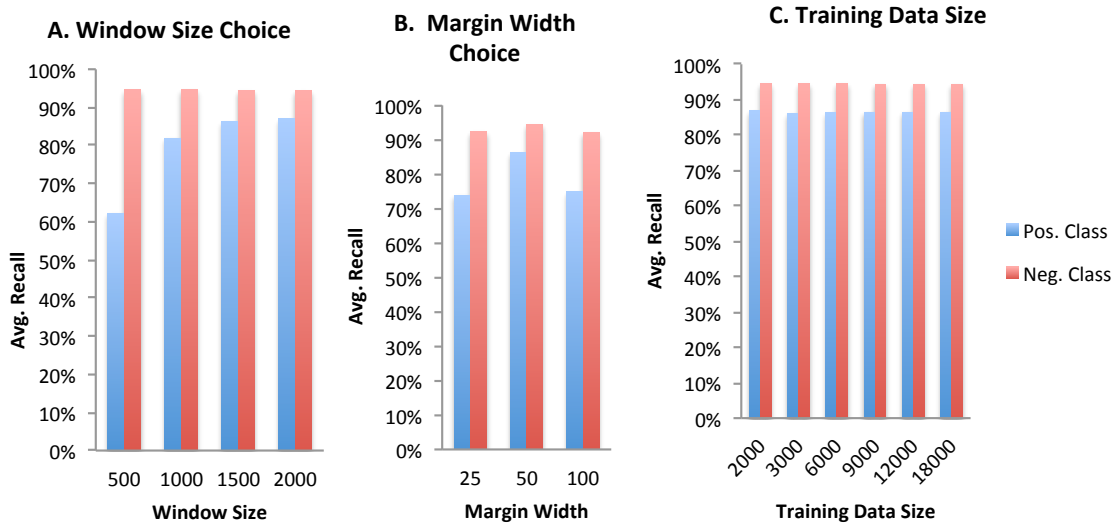 A. Window Size Choice
100%
90%
80%
70%
60%
50%
40%
30%
20%
10%
0%
Avg. Recall
500 1000 1500 2000
Window Size
B. Margin Width
Choice
100%
90%
80%
70%
60%
50%
40%
30%
20%
10%
0%
Avg. Recall
25 50 100
Margin Width
C. Training Data Size
100%
90%
80%
70%
60%
50%
40%
30%
20%
10%
0%
Avg. Recall
2000 3000 6000 9000 12000 18000
Training Data Size
Pos. Class
Neg. Class